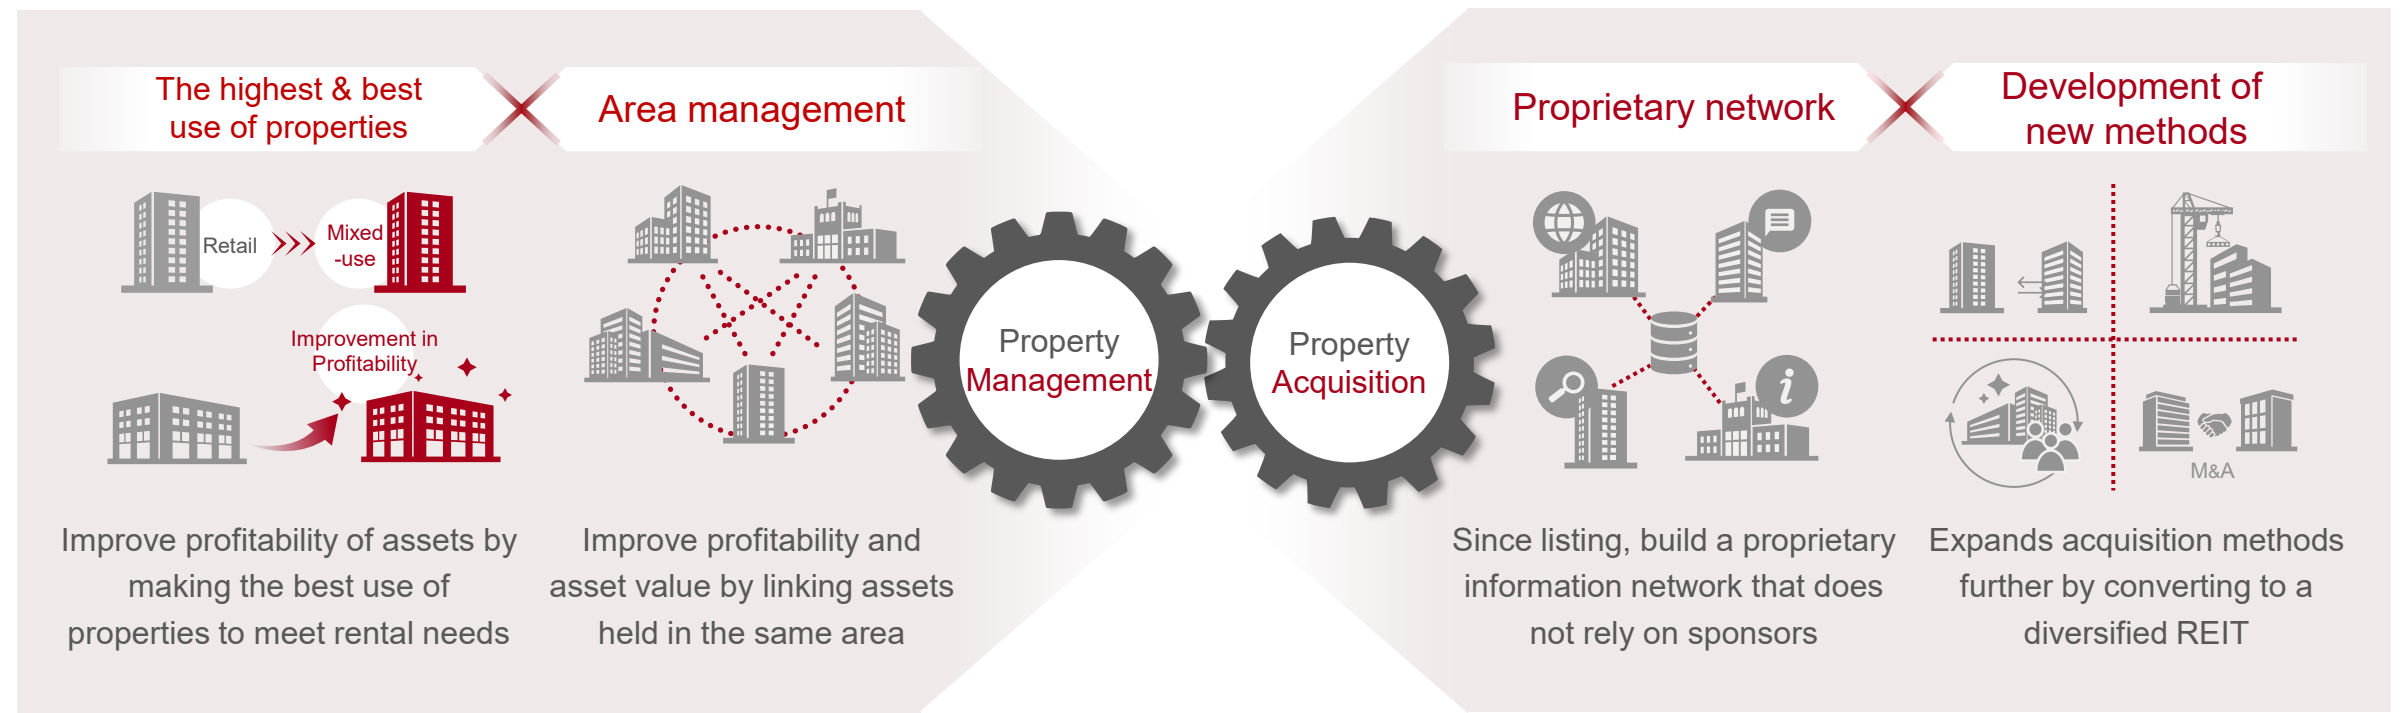 The highest & best
use of properties
Area management
Retail
Mixed
-use
Improvement in
Profitability
Improve profitability of assets by
making the best use of
properties to meet rental needs
Improve profitability and
asset value by linking assets
held in the same area
Property
Management
Property
Acquisition
Proprietary network
Development of
new methods
i
M&A
Since listing, build a proprietary
information network that does
not rely on sponsors
Expands acquisition methods
further by converting to a
diversified REIT